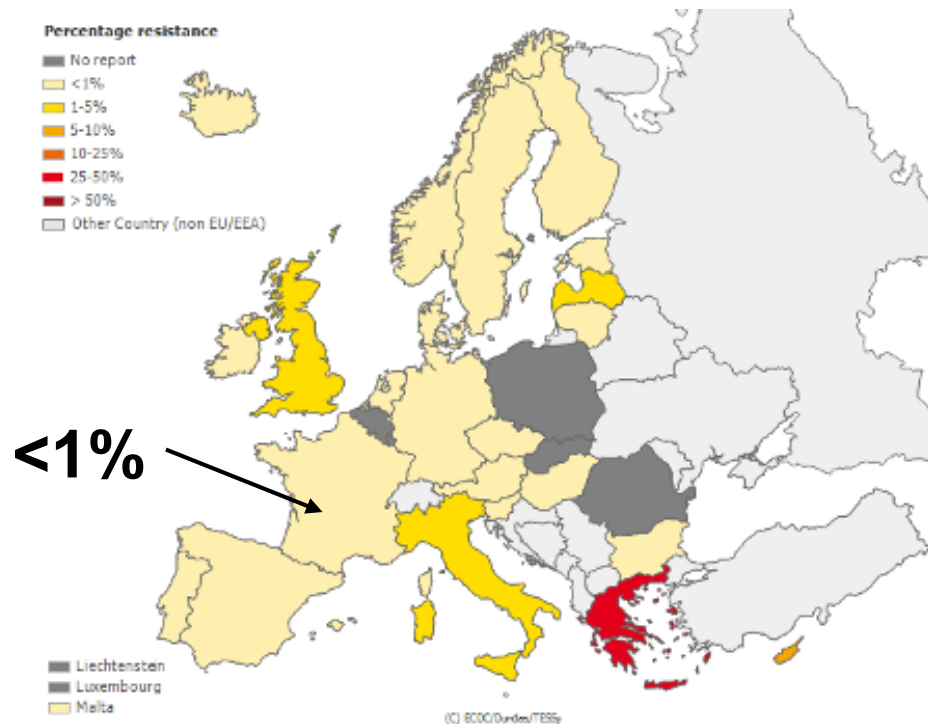 Percentage resistance
No report
<1%
1-5%
5-10%
10-25%
25-50%
> 50%
Other Country (non EU/EEA)
<1%
Liechtenstein
Luxembourg
Malta
(C) ECDC/Dundas/TESSy